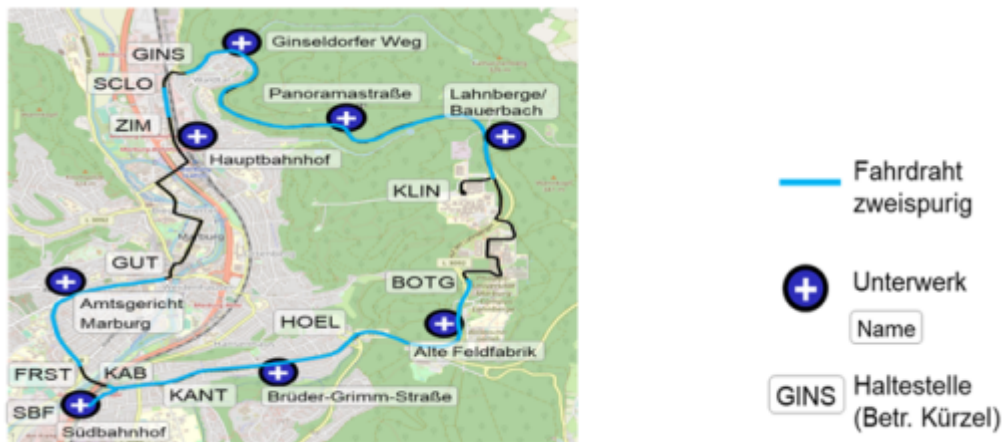 GINS
Ginseldorfer Weg
SCLO
Panoramastraße
Lahnberge/
Bauerbach
ZIM
Hauptbahnhof
KLIN
Marburg
GUT
BOTG
Amtsgericht
Marburg
HOEL
Alte Feldfabrik
FRST
KAB
KANT
Brüder-Grimm-Straße
SBF
Südbahnhof
Fahrdraht
zweispurig
Unterwerk
Name
GINS
Haltestelle
(Betr. Kürzel)